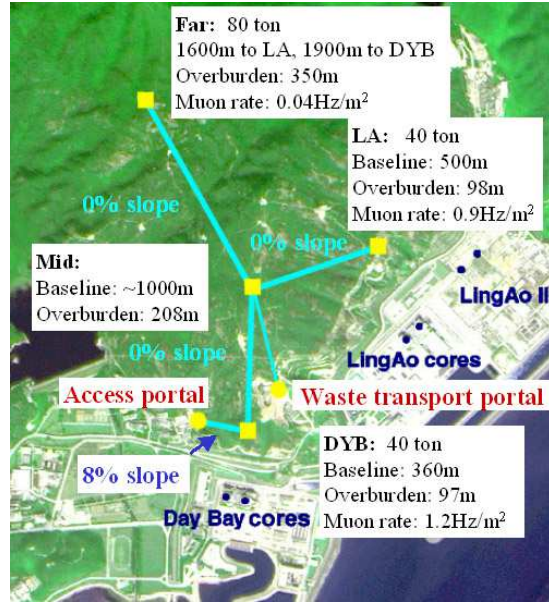 Far: 80 ton
1600m to LA, 1900m to DYB
Overburden: 350m
Muon rate: 0.04Hz/m²
LA: 40 ton
Baseline: 500m
Overburden: 98m
Muon rate: 0.9Hz/m²
0% slope
0% slope
Mid:
Baseline: ~1000m
Overburden: 208m
LingAo II
LingAo cores
0% slope
Access portal
Waste transport portal
8% slope
DYB: 40 ton
Baseline: 360m
Overburden: 97m
Muon rate: 1.2Hz/m²
Day Bay cores